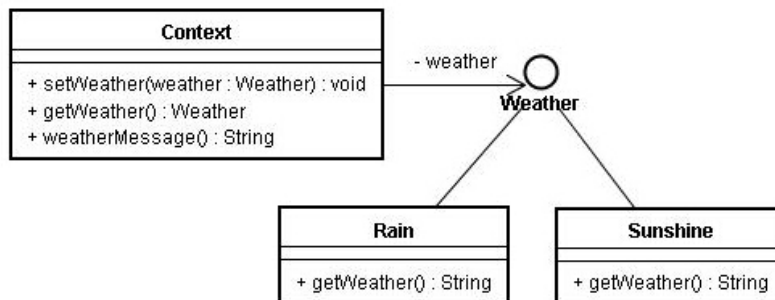 Context
+ setWeather(weather : Weather) : void
+ getWeather() : Weather
+ weatherMessage() : String
- weather
Weather
Rain
+ getWeather() : String
Sunshine
+ getWeather() : String